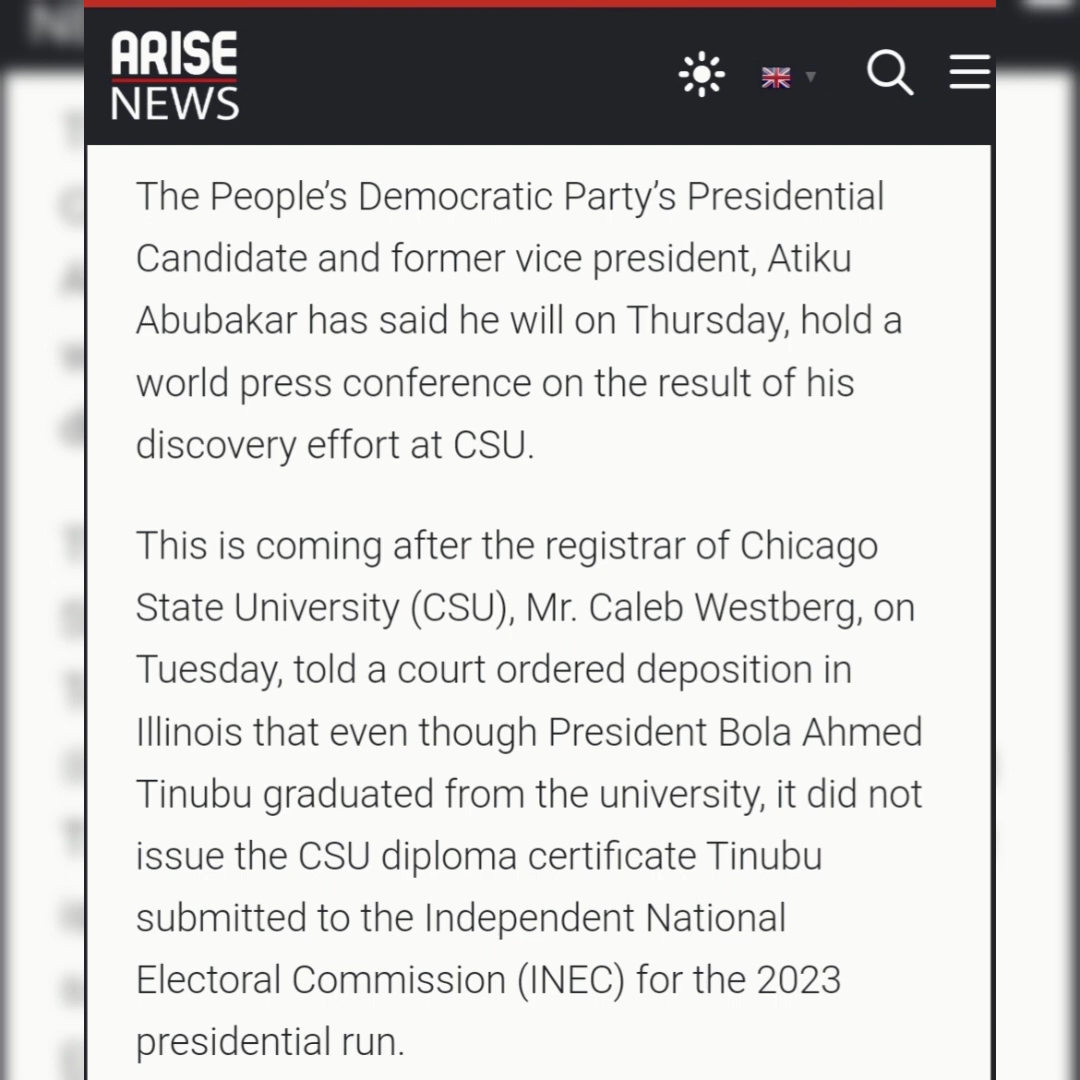 ARISE
NEWS
The People’s Democratic Party’s Presidential
Candidate and former vice president, Atiku
Abubakar has said he will on Thursday, hold a
world press conference on the result of his
discovery effort at CSU.
This is coming after the registrar of Chicago
State University (CSU), Mr. Caleb Westberg, on
Tuesday, told a court ordered deposition in
Illinois that even though President Bola Ahmed
Tinubu graduated from the university, it did not
issue the CSU diploma certificate Tinubu
submitted to the Independent National
Electoral Commission (INEC) for the 2023
presidential run.